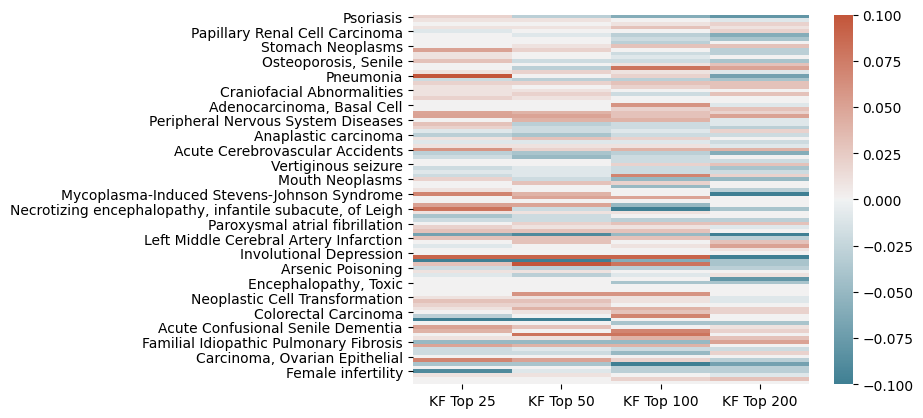 Psoriasis
Papillary Renal Cell Carcinoma
Stomach Neoplasms
Osteoporosis, Senile
Pneumonia
Craniofacial Abnormalities
Adenocarcinoma, Basal Cell
Peripheral Nervous System Diseases
Anaplastic carcinoma
Acute Cerebrovascular Accidents
Vertiginous seizure
Mouth Neoplasms
Mycoplasma-Induced Stevens-Johnson Syndrome
Necrotizing encephalopathy, infantile subacute, of Leigh
Paroxysmal atrial fibrillation
Left Middle Cerebral Artery Infarction
Involutional Depression
Arsenic Poisoning
Encephalopathy, Toxic
Neoplastic Cell Transformation
Colorectal Carcinoma
Acute Confusional Senile Dementia
Familial Idiopathic Pulmonary Fibrosis
Carcinoma, Ovarian Epithelial
Female infertility
KF Top 25 KF Top 50 KF Top 100 KF Top 200
0.100
0.075
0.050
0.025
0.000
−0.025
−0.050
−0.075
−0.100